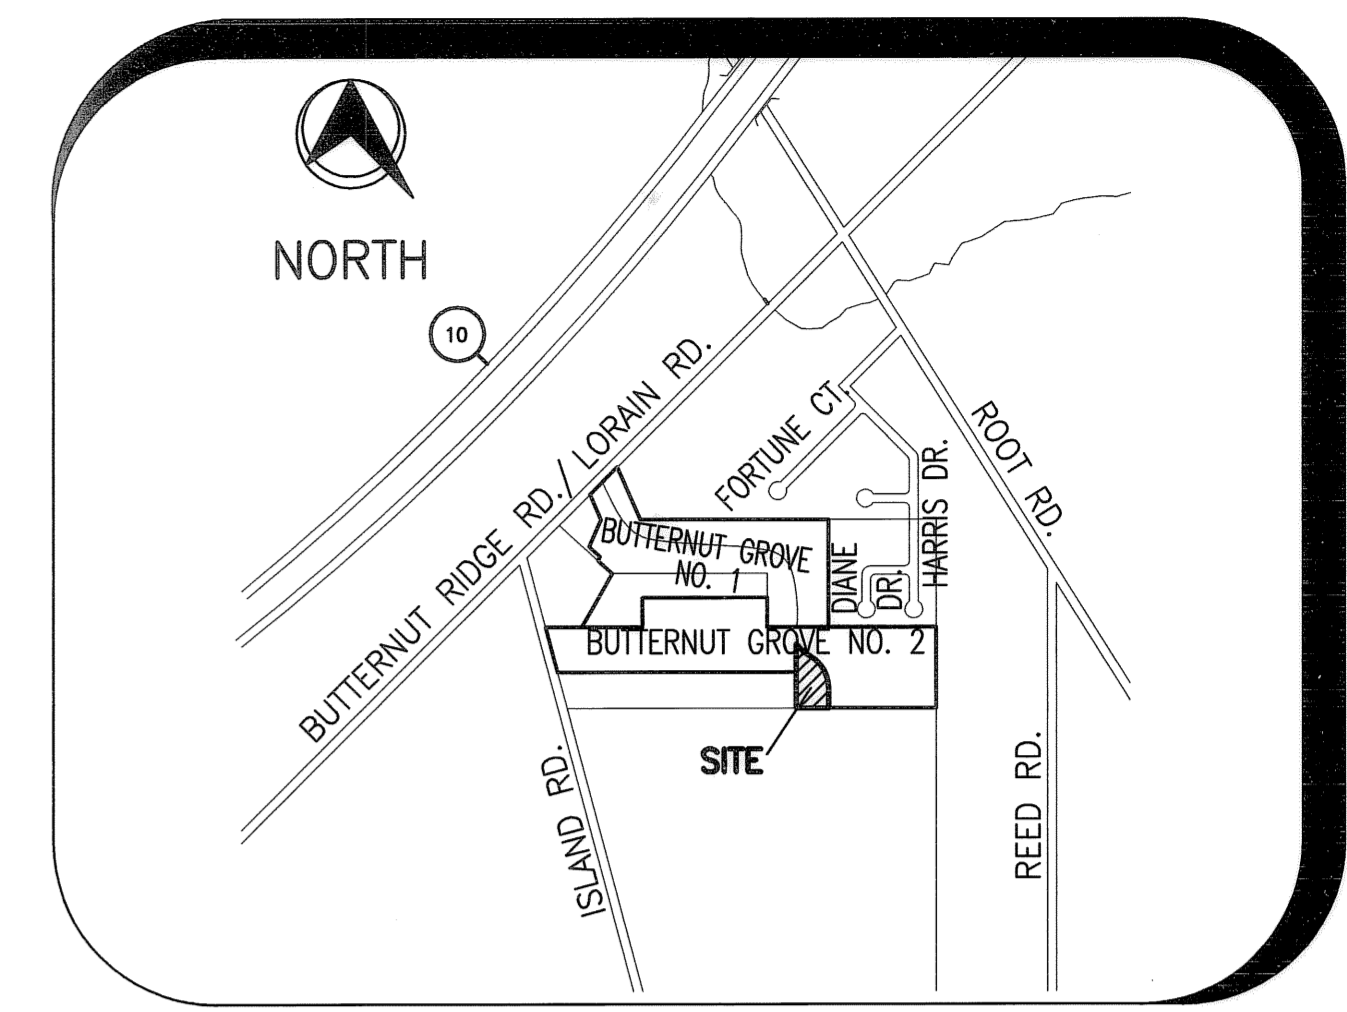 NORTH
10
BUTTERNUT RIDGE RD./ LORAIN RD.
FORTUNE CT.
ROOT RD.
HARRIS DR.
BUTTERNUT GROVE
NO. 1
DIANE
DR.
BUTTERNUT GROVE NO. 2
SITE
ISLAND RD.
REED RD.